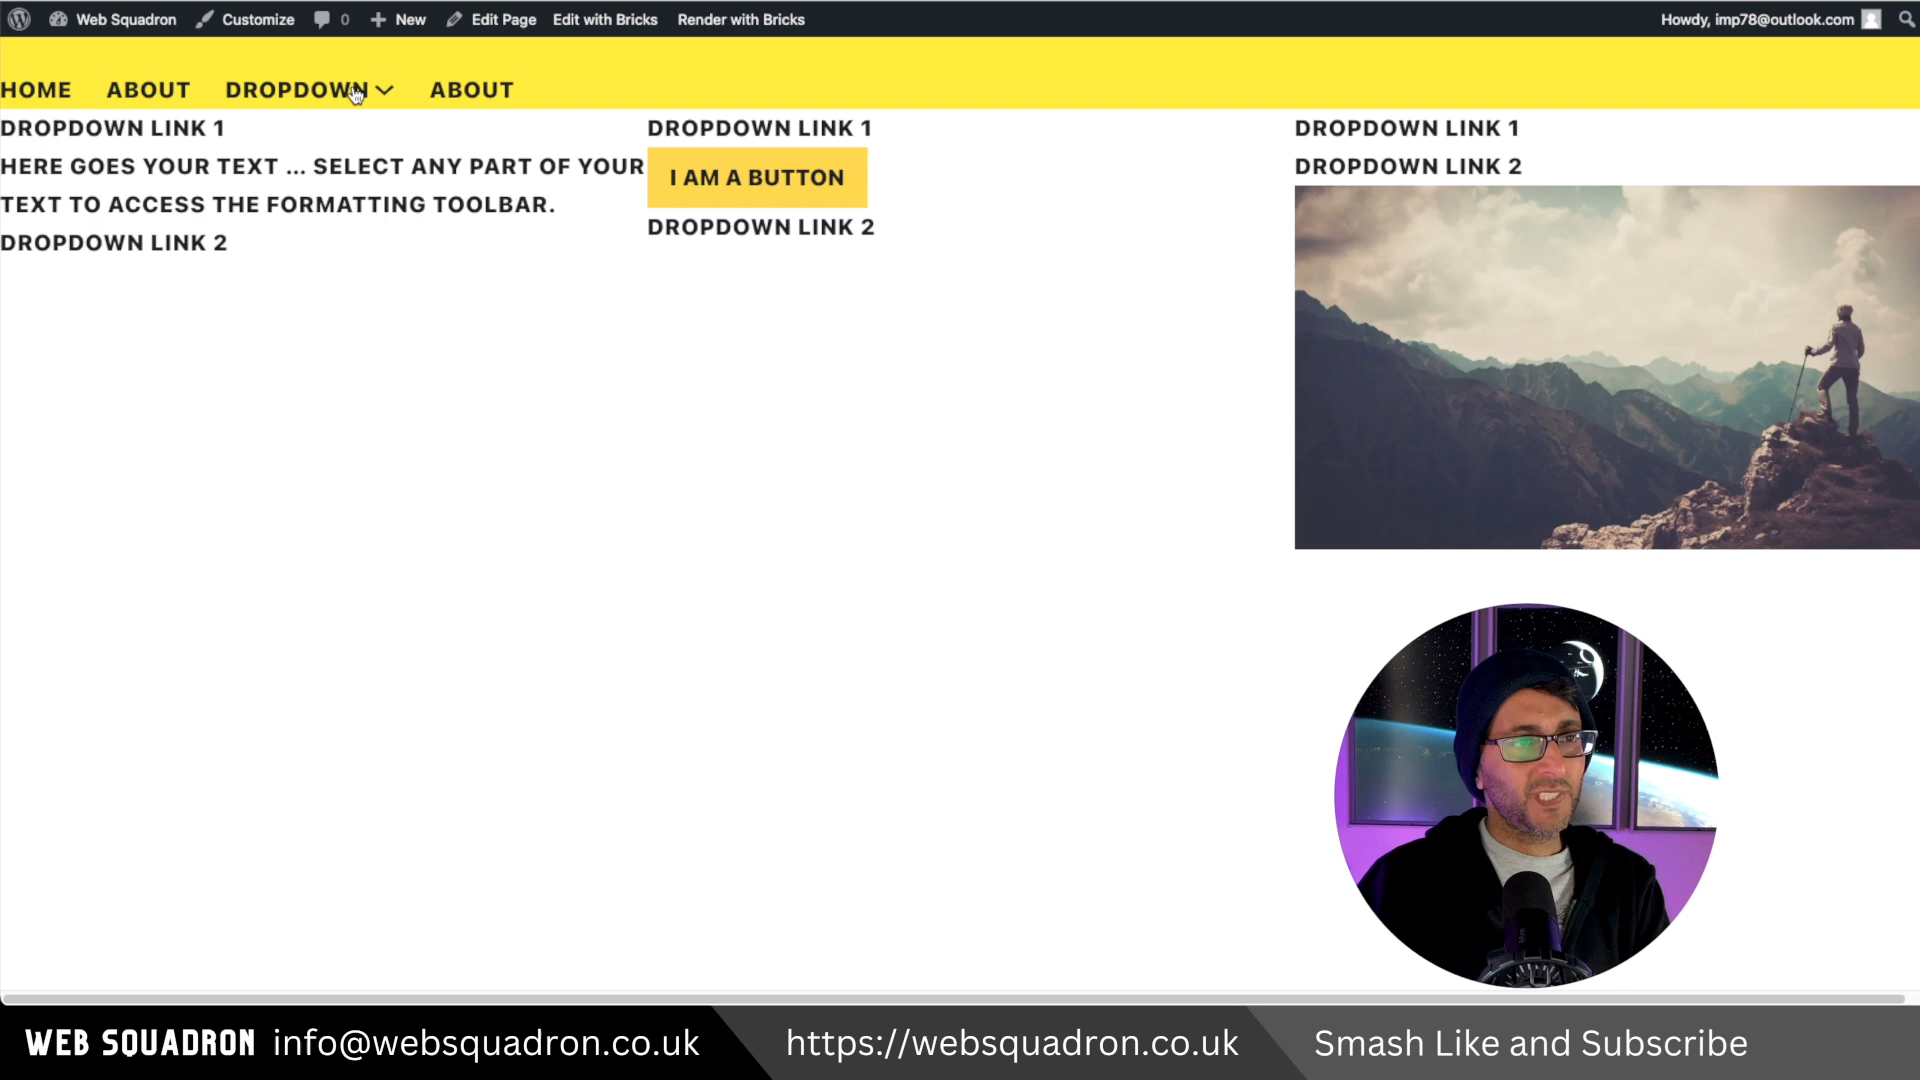 Web Squadron Customize 0 New Edit Page Edit with Bricks Render with Bricks Howdy, imp78@outlook.com
HOME ABOUT DROPDOWN ABOUT
DROPDOWN LINK 1
HERE GOES YOUR TEXT ... SELECT ANY PART OF YOUR
TEXT TO ACCESS THE FORMATTING TOOLBAR.
DROPDOWN LINK 2
DROPDOWN LINK 1
I AM A BUTTON
DROPDOWN LINK 2
DROPDOWN LINK 1
DROPDOWN LINK 2
WEB SQUADRON info@websquadron.co.uk https://websquadron.co.uk Smash Like and Subscribe